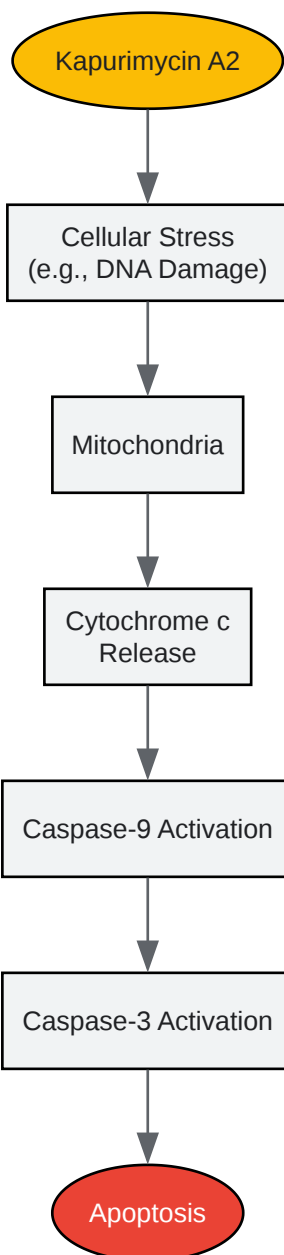 Kapurimycin A2
Cellular Stress
(e.g., DNA Damage)
Mitochondria
Cytochrome c
Release
Caspase-9 Activation
Caspase-3 Activation
Apoptosis